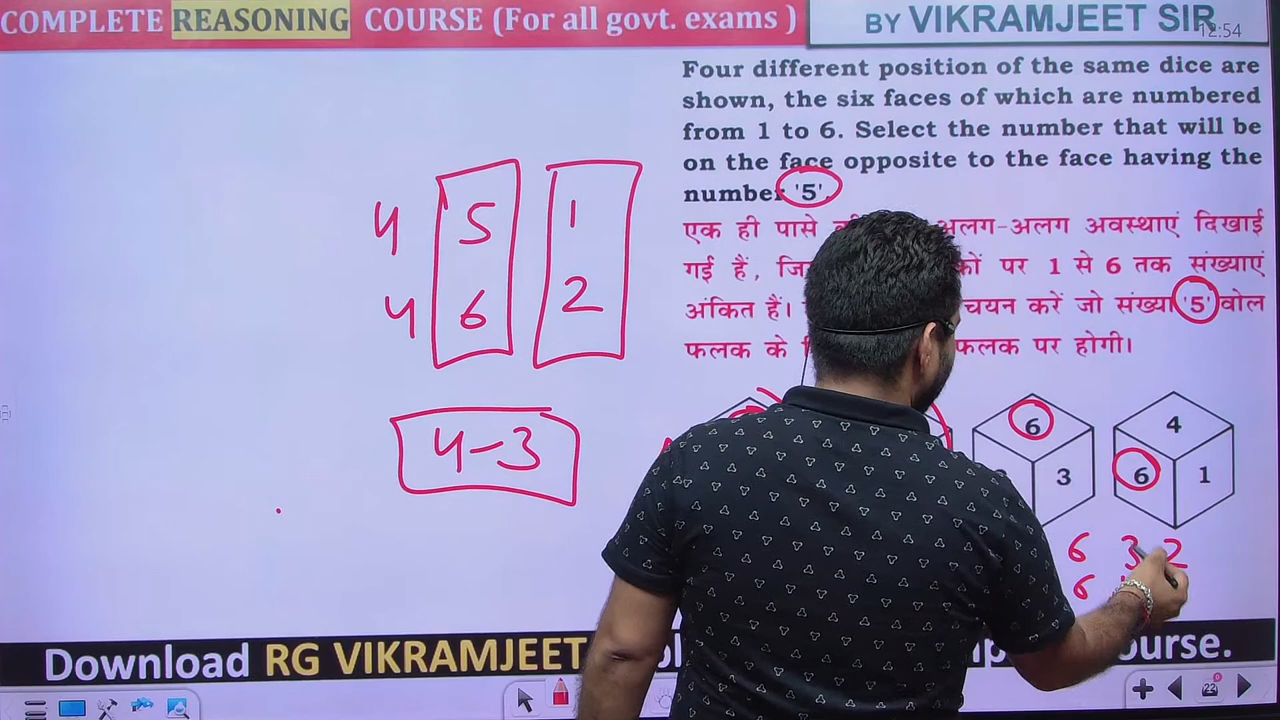 COMPLETE REASONING COURSE (For all govt. exams )
BY VIKRAMJEET SIR
12:54
Four different position of the same dice are
shown, the six faces of which are numbered
from 1 to 6. Select the number that will be
on the face opposite to the face having the
number '5'.
एक ही पासे अलग-अलग अवस्थाएं दिखाई
गई हैं, पर 1 से 6 तक संख्याएं
अंकित हैं। चयन करें जो संख्या '5' वोल
फलक के फलक पर होगी।
4 5 1
4 6 2
4-3
6
3
4
6 1
6 3 2
6
Download RG VIKRAMJEET
ourse.
22